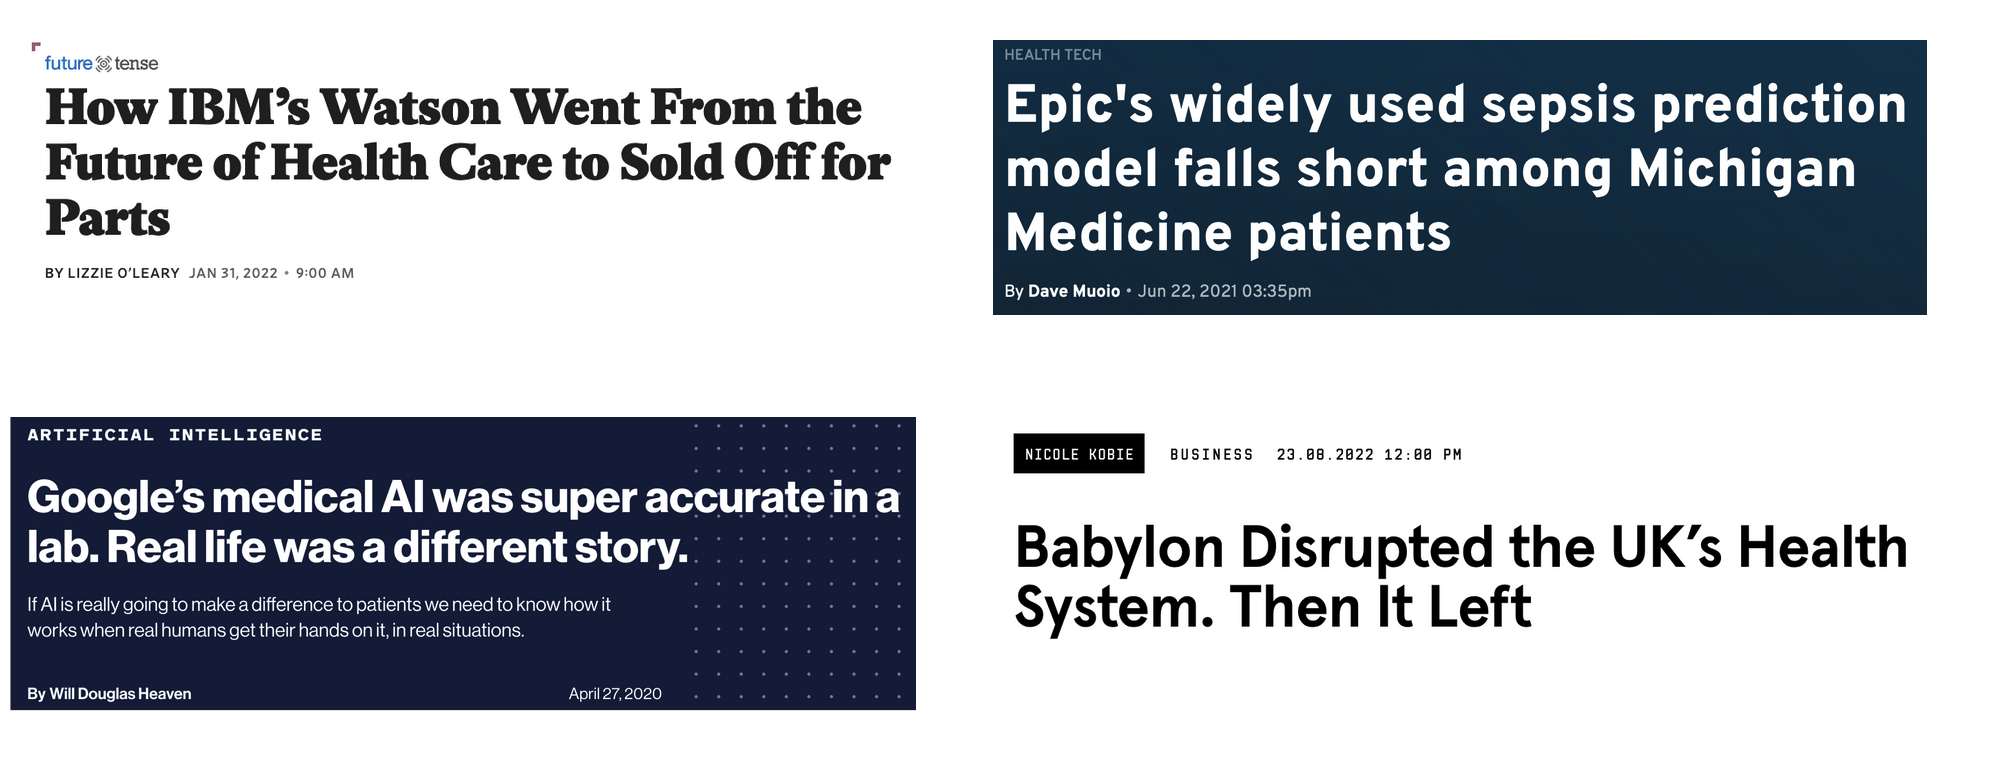 future tense
How IBM’s Watson Went From the
Future of Health Care to Sold Off for
Parts
BY LIZZIE O’LEARY JAN 31, 2022 • 9:00 AM
HEALTH TECH
Epic's widely used sepsis prediction
model falls short among Michigan
Medicine patients
By Dave Muoio • Jun 22, 2021 03:35pm
ARTIFICIAL INTELLIGENCE
Google’s medical AI was super accurate in a
lab. Real life was a different story.
If AI is really going to make a difference to patients we need to know how it
works when real humans get their hands on it, in real situations.
By Will Douglas Heaven April 27, 2020
NICOLE KOBIE BUSINESS 23.08.2022 12:00 PM
Babylon Disrupted the UK’s Health
System. Then It Left